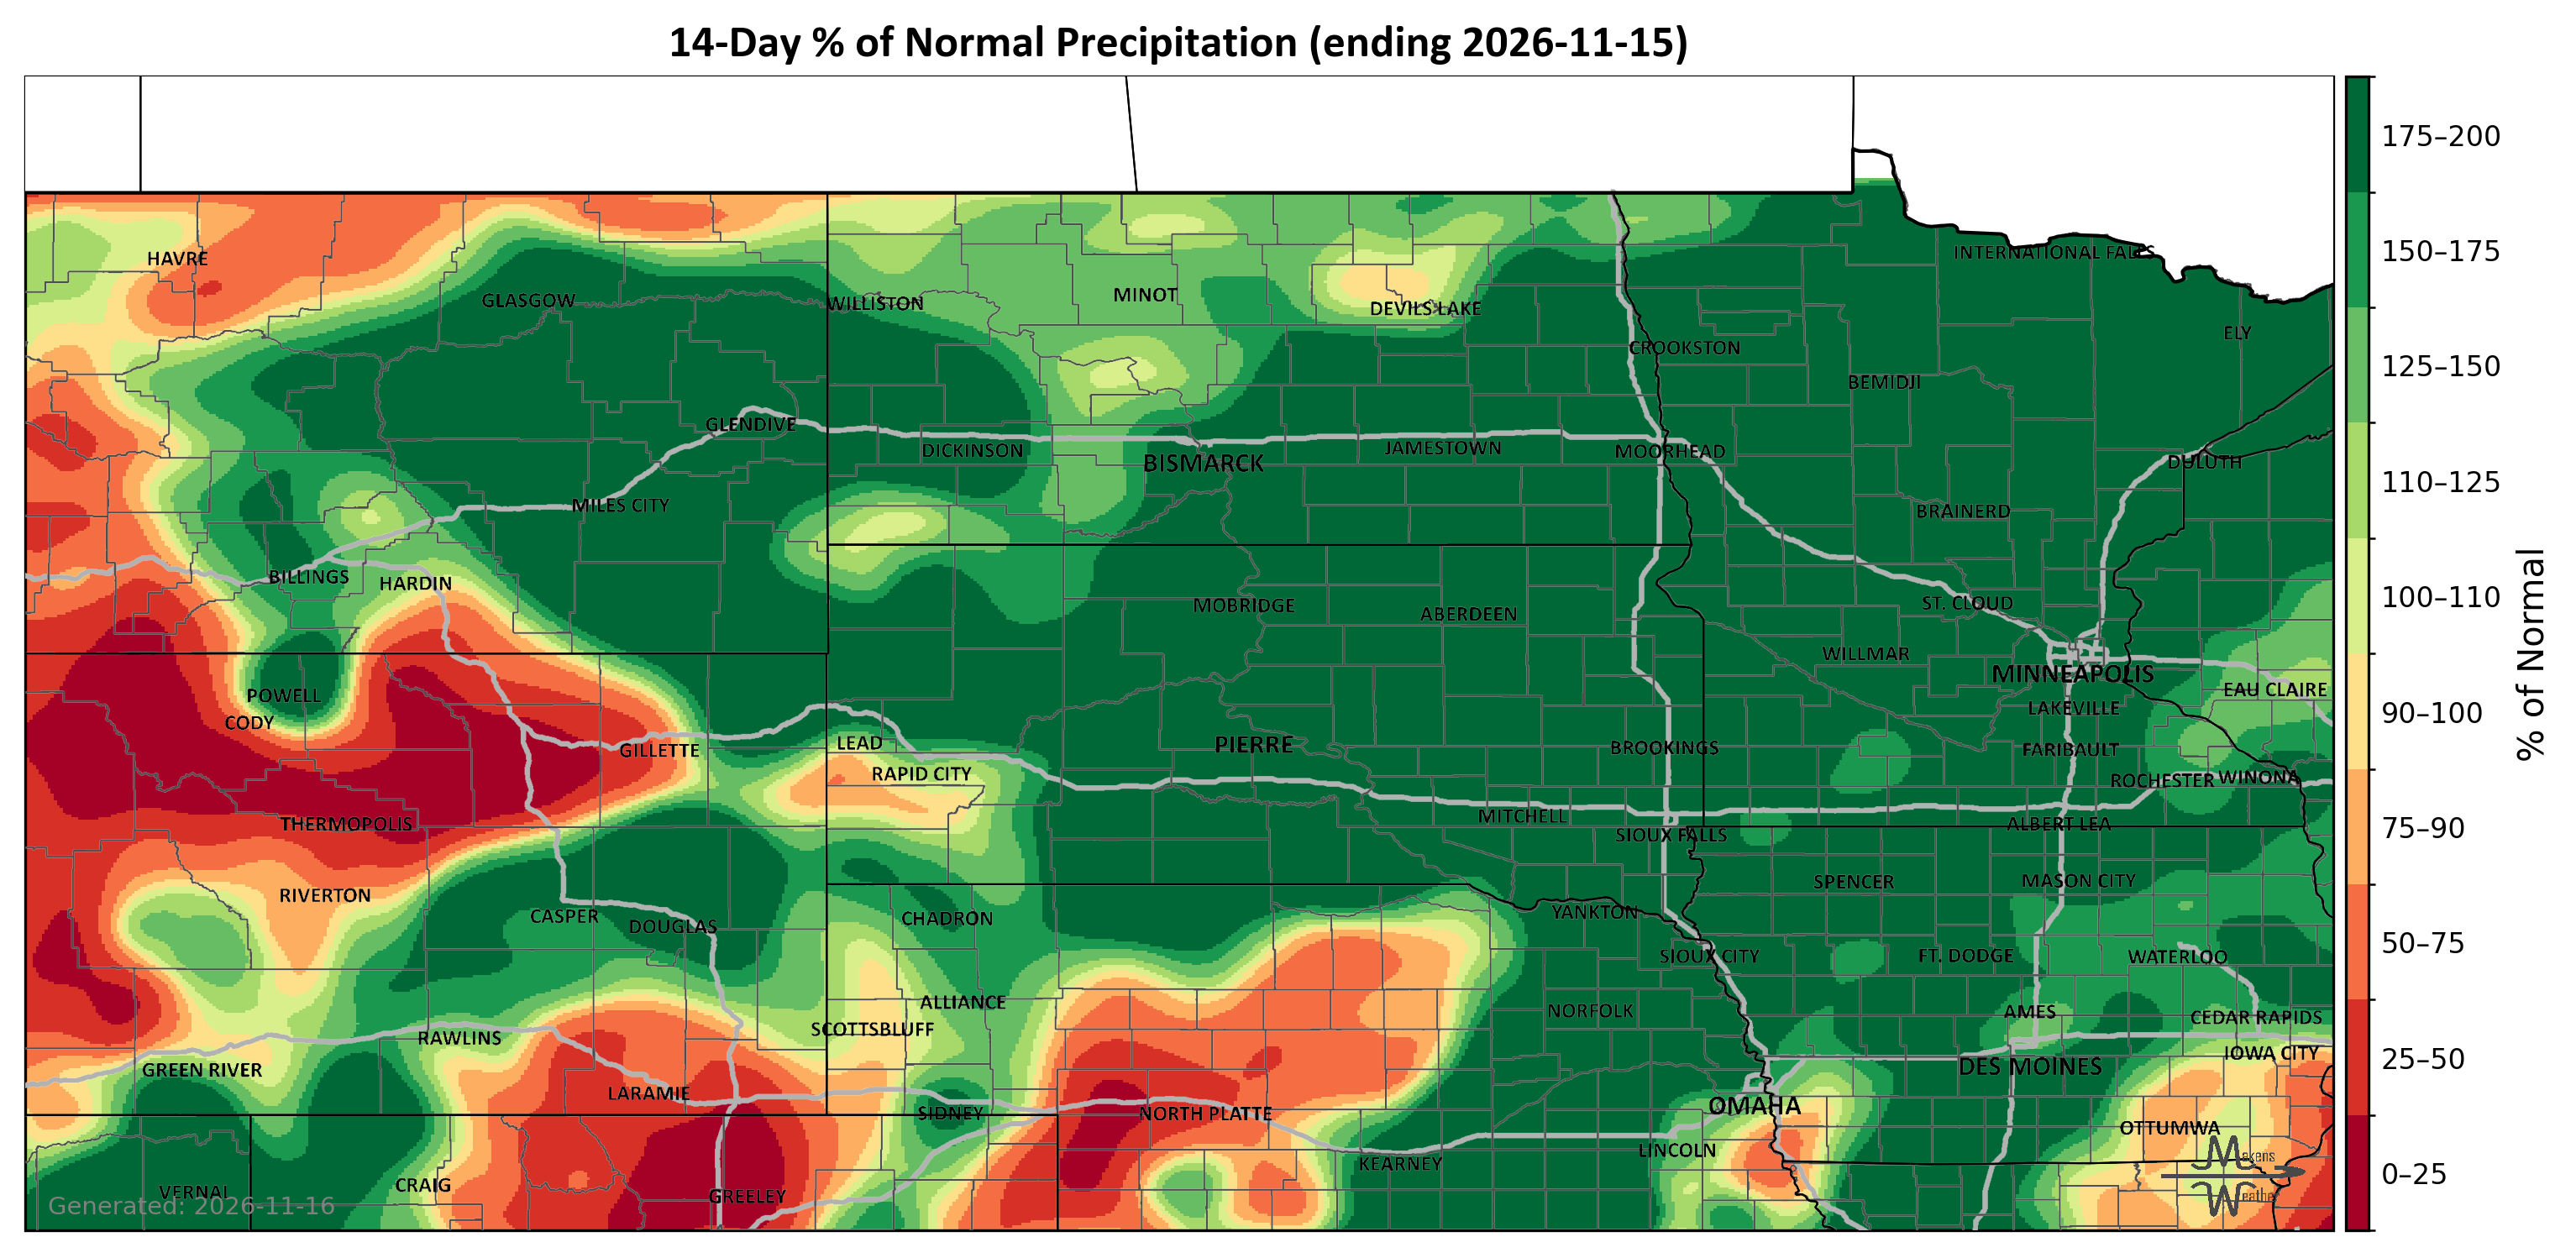 14-Day % of Normal Precipitation (ending 2026-11-15)
175–200
INTERNATIONAL FALLS
150–175
HAVRE
GLASGOW
WILLISTON
MINOT
DEVILS LAKE
ELY
CROOKSTON
125–150
BEMIDJI
GLENDIVE
DICKINSON
BISMARCK
JAMESTOWN
MOORHEAD
DULUTH
110–125
MILES CITY
BRAINERD
BILLINGS
HARDIN
MOBRIDGE
ABERDEEN
ST. CLOUD
100–110
WILLMAR
MINNEAPOLIS
EAU CLAIRE
POWELL
CODY
LAKEVILLE
90–100
% of Normal
GILLETTE
LEAD
PIERRE
BROOKINGS
FARIBAULT
RAPID CITY
ROCHESTER
WINONA
THERMOPOLIS
MITCHELL
SIOUX FALLS
ALBERT LEA
75–90
RIVERTON
SPENCER
MASON CITY
CASPER
DOUGLAS
CHADRON
YANKTON
50–75
SIOUX CITY
FT. DODGE
WATERLOO
ALLIANCE
NORFOLK
AMES
CEDAR RAPIDS
SCOTTSBLUFF
RAWLINS
GREEN RIVER
DES MOINES
IOWA CITY
25–50
LARAMIE
SIDNEY
NORTH PLATTE
OMAHA
OTTUMWA
LINCOLN
KEARNEY
Makens
Weather
0–25
VERNAL
CRAIG
GREELEY
Generated: 2026-11-16